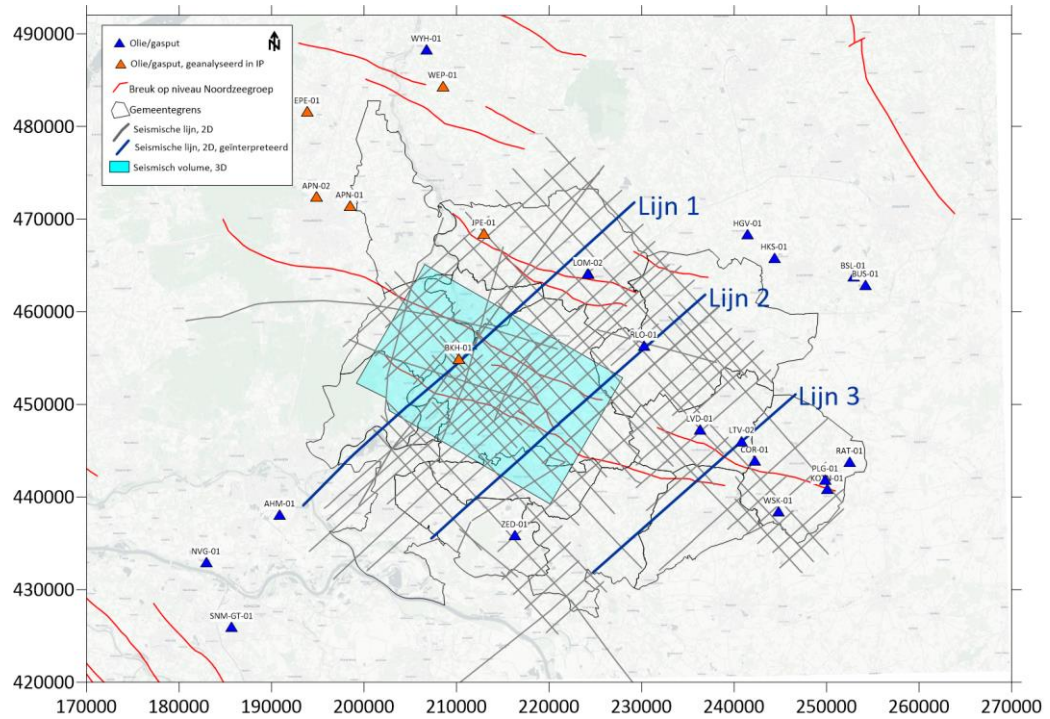 490000
480000
470000
460000
450000
440000
430000
420000
170000 180000 190000 200000 210000 220000 230000 240000 250000 260000 270000
Olie/gasput
N
Olie/gasput, geanalyseerd in IP
Breuk op niveau Noordzeegroep
Gemeentegrens
Seismische lijn, 2D
Seismische lijn, 2D, geïnterpreteerd
Seismisch volume, 3D
WYH-01
WEP-01
EPE-01
APN-02
APN-01
JPE-01
Lijn 1
HGV-01
HKS-01
LOM-02
BSL-01
BUS-01
Lijn 2
RLO-01
BKH-01
Lijn 3
LVD-01
LTV-02
COR-01
RAT-01
PLG-01
WSK-01
AHM-01
ZED-01
NVG-01
SNM-GT-01